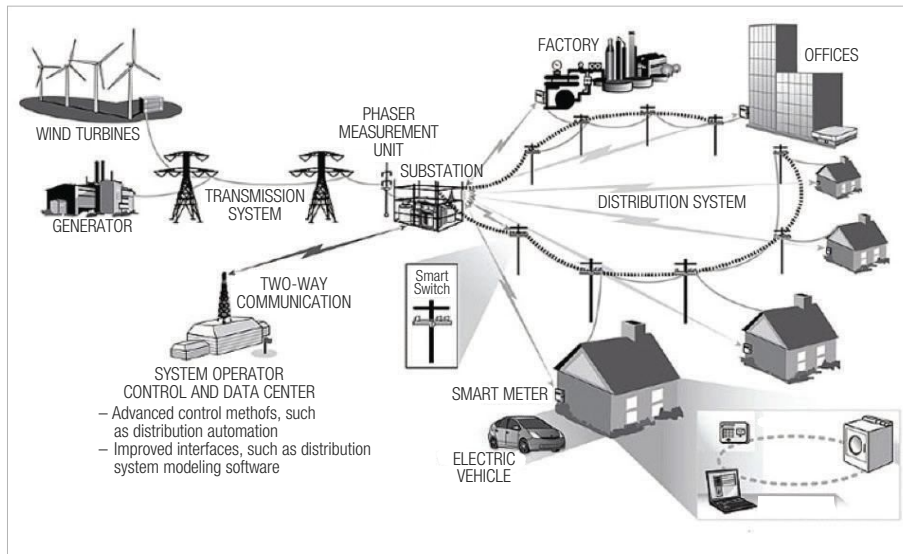 WIND TURBINES
GENERATOR
TRANSMISSION
SYSTEM
PHASER
MEASUREMENT
UNIT
SUBSTATION
FACTORY
OFFICES
DISTRIBUTION SYSTEM
TWO-WAY
COMMUNICATION
Smart
Switch
SYSTEM OPERATOR
CONTROL AND DATA CENTER
– Advanced control methofs, such
as distribution automation
– Improved interfaces, such as distribution
system modeling software
SMART METER
ELECTRIC
VEHICLE